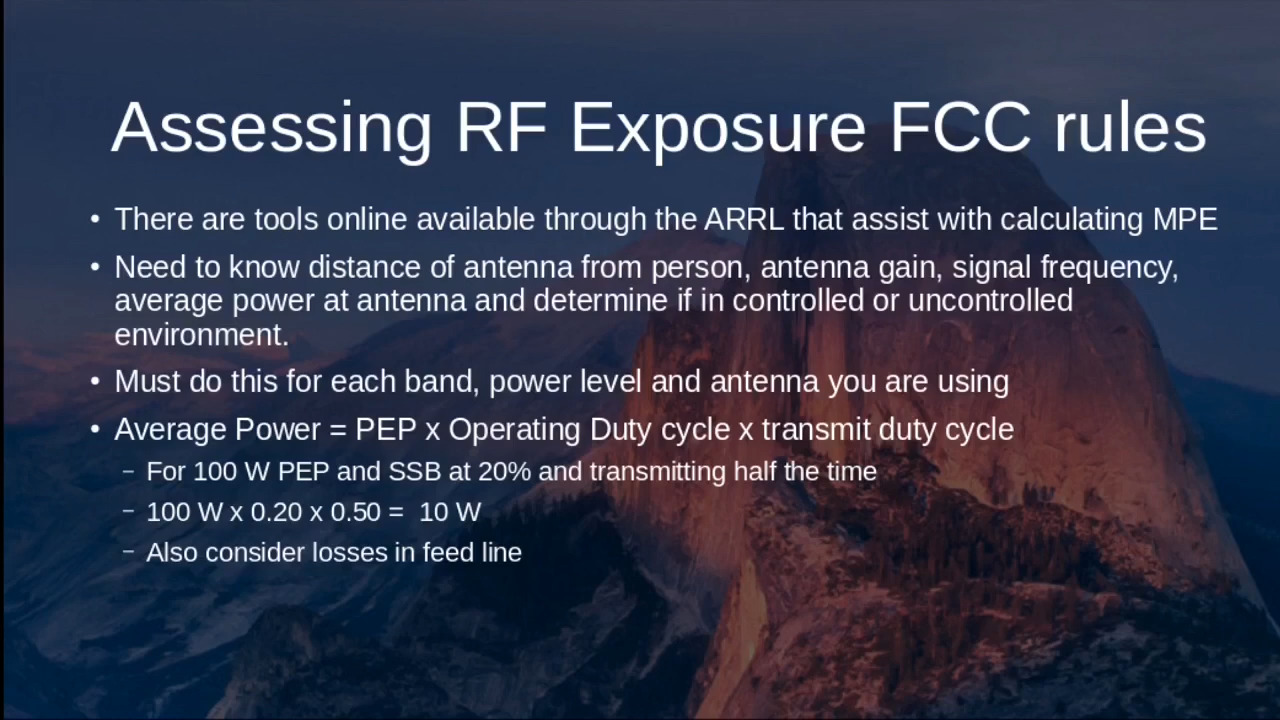 Assessing RF Exposure FCC rules
• There are tools online available through the ARRL that assist with calculating MPE
• Need to know distance of antenna from person, antenna gain, signal frequency,
average power at antenna and determine if in controlled or uncontrolled
environment.
• Must do this for each band, power level and antenna you are using
• Average Power = PEP x Operating Duty cycle x transmit duty cycle
– For 100 W PEP and SSB at 20% and transmitting half the time
– 100 W x 0.20 x 0.50 =  10 W
– Also consider losses in feed line